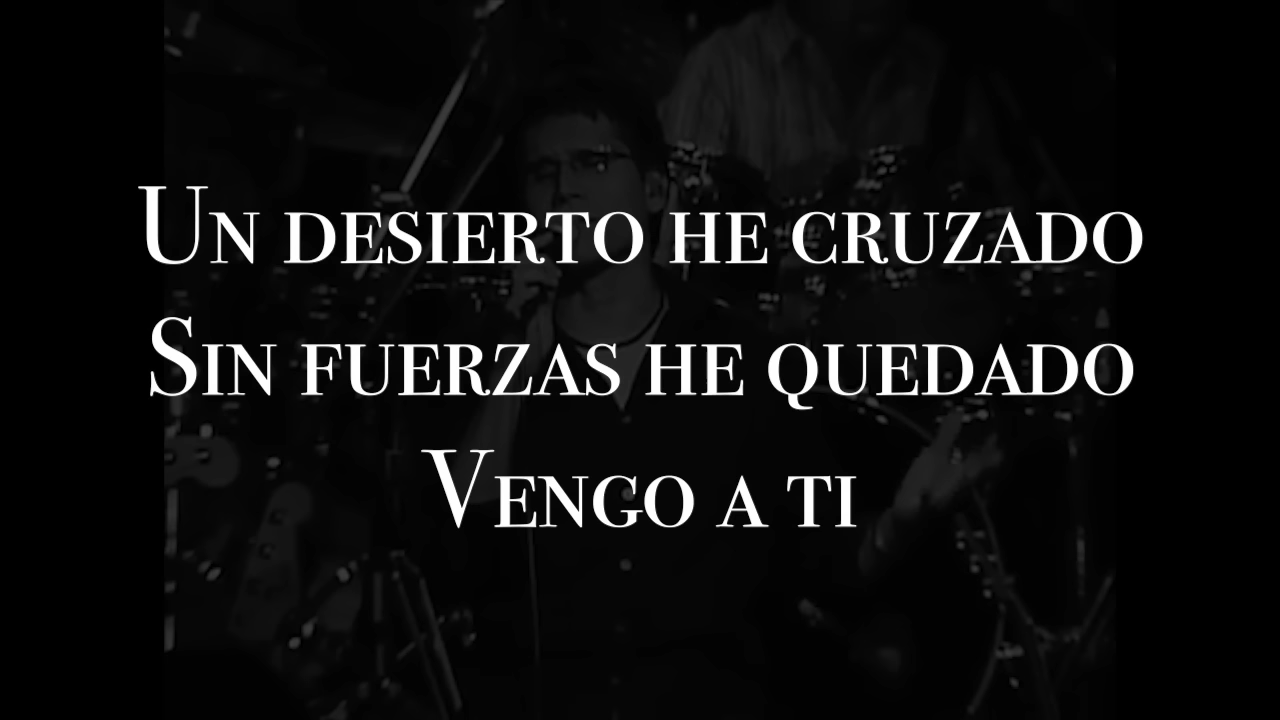 Un desierto he cruzado
Sin fuerzas he quedado
Vengo a ti